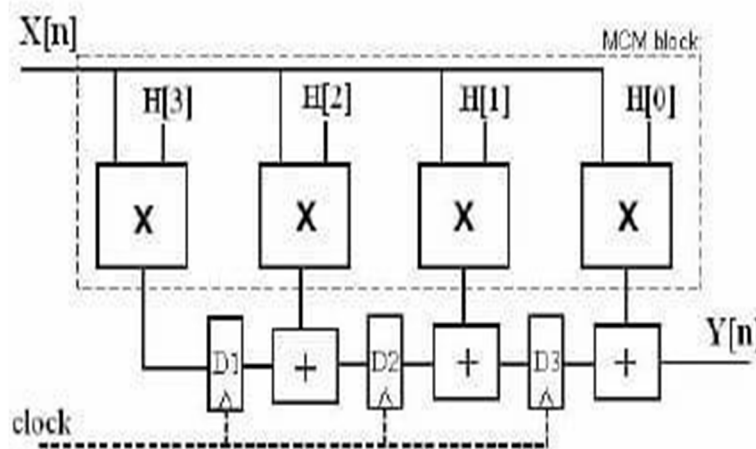 X[n]
MCM block
H[3] H[2] H[1] H[0]
X X X X
D1 + D2 + D3 +
Y[n]
clock